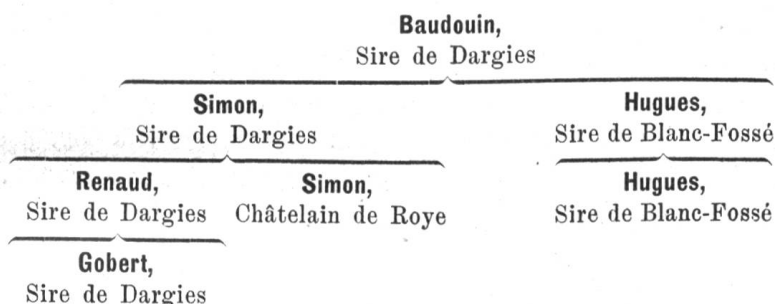 Baudouin,
Sire de Dargies
Simon,
Sire de Dargies
Hugues,
Sire de Blanc-Fossé
Renaud,
Sire de Dargies
Simon,
Châtelain de Roye
Hugues,
Sire de Blanc-Fossé
Gobert,
Sire de Dargies